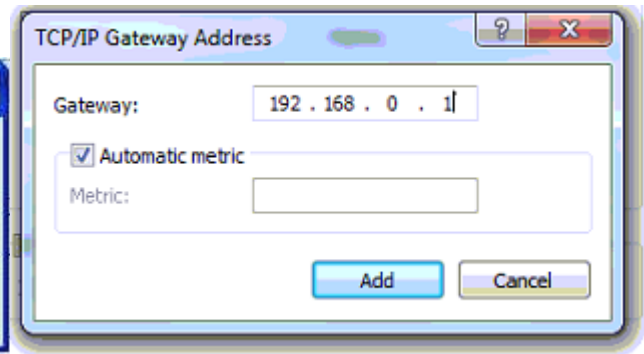 TCP/IP Gateway Address
Gateway: 192 . 168 . 0 . 1
Automatic metric
Metric:
Add Cancel